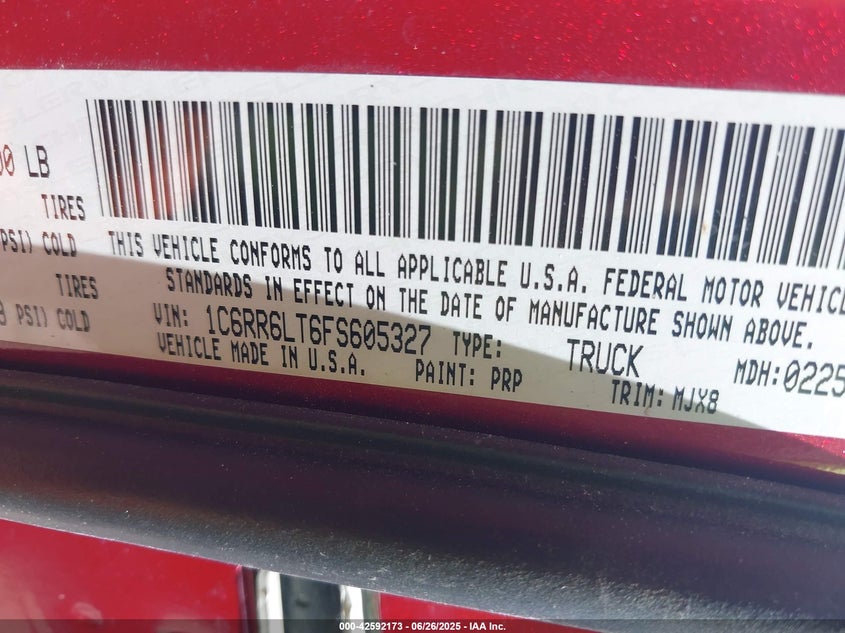 00 LB
TIRES
PSI) COLD
TIRES
PSI) COLD
THIS VEHICLE CONFORMS TO ALL APPLICABLE U.S.A. FEDERAL MOTOR VEHICL
STANDARDS IN EFFECT ON THE DATE OF MANUFACTURE SHOWN ABOVE.
VIN: 1C6RR6LT6FS605327 TYPE: TRUCK MDH:0225
VEHICLE MADE IN U.S.A. PAINT: PRP TRIM: MJX8
000-42592173 - 06/26/2025 - IAA Inc.